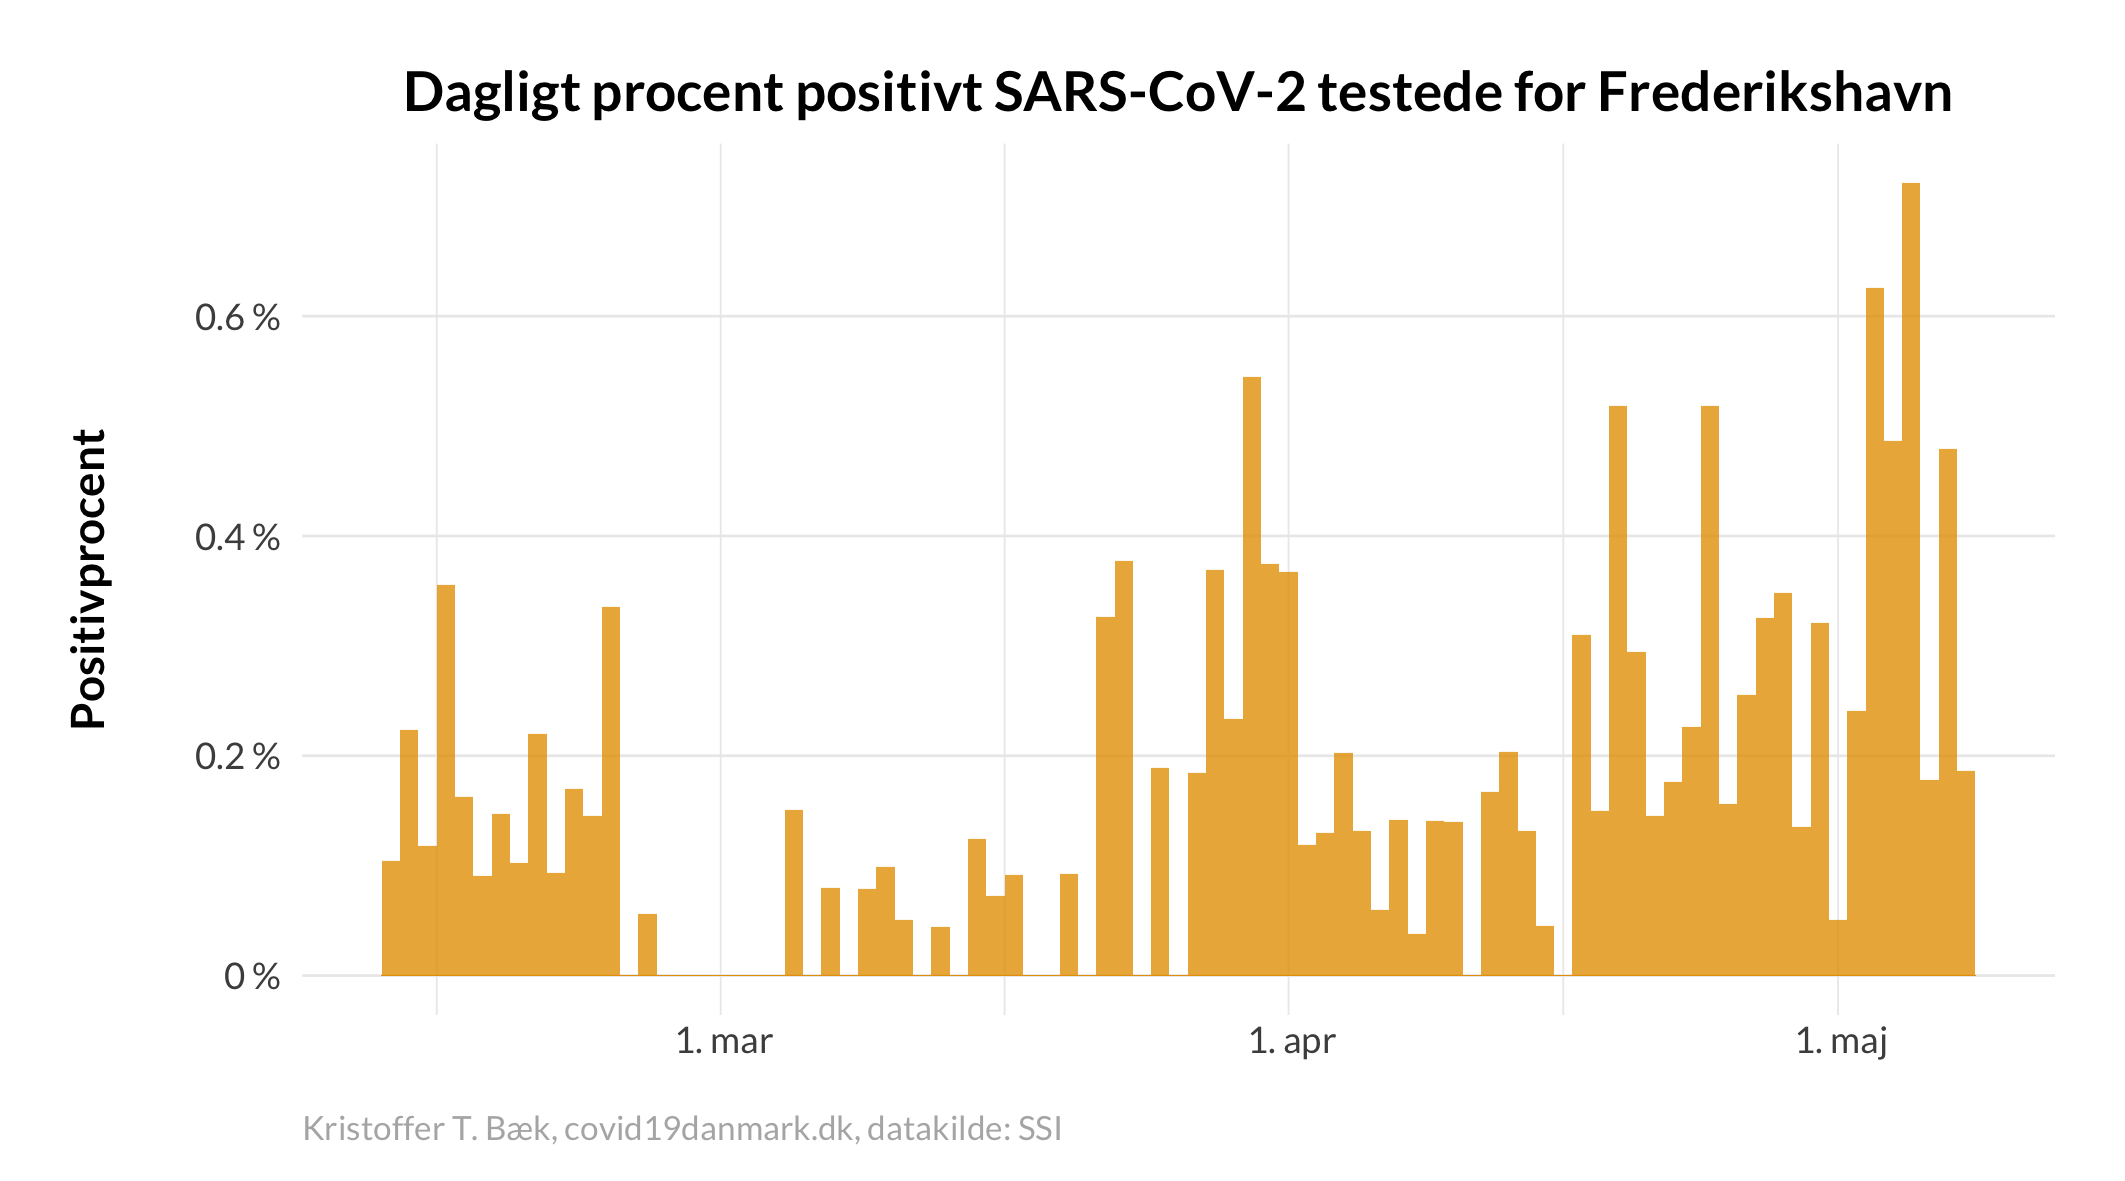 Dagligt procent positivt SARS-CoV-2 testede for Frederikshavn
Positivprocent
0.6 %
0.4 %
0.2 %
0 %
1. mar
1. apr
1. maj
Kristoffer T. Bæk, covid19danmark.dk, datakilde: SSI